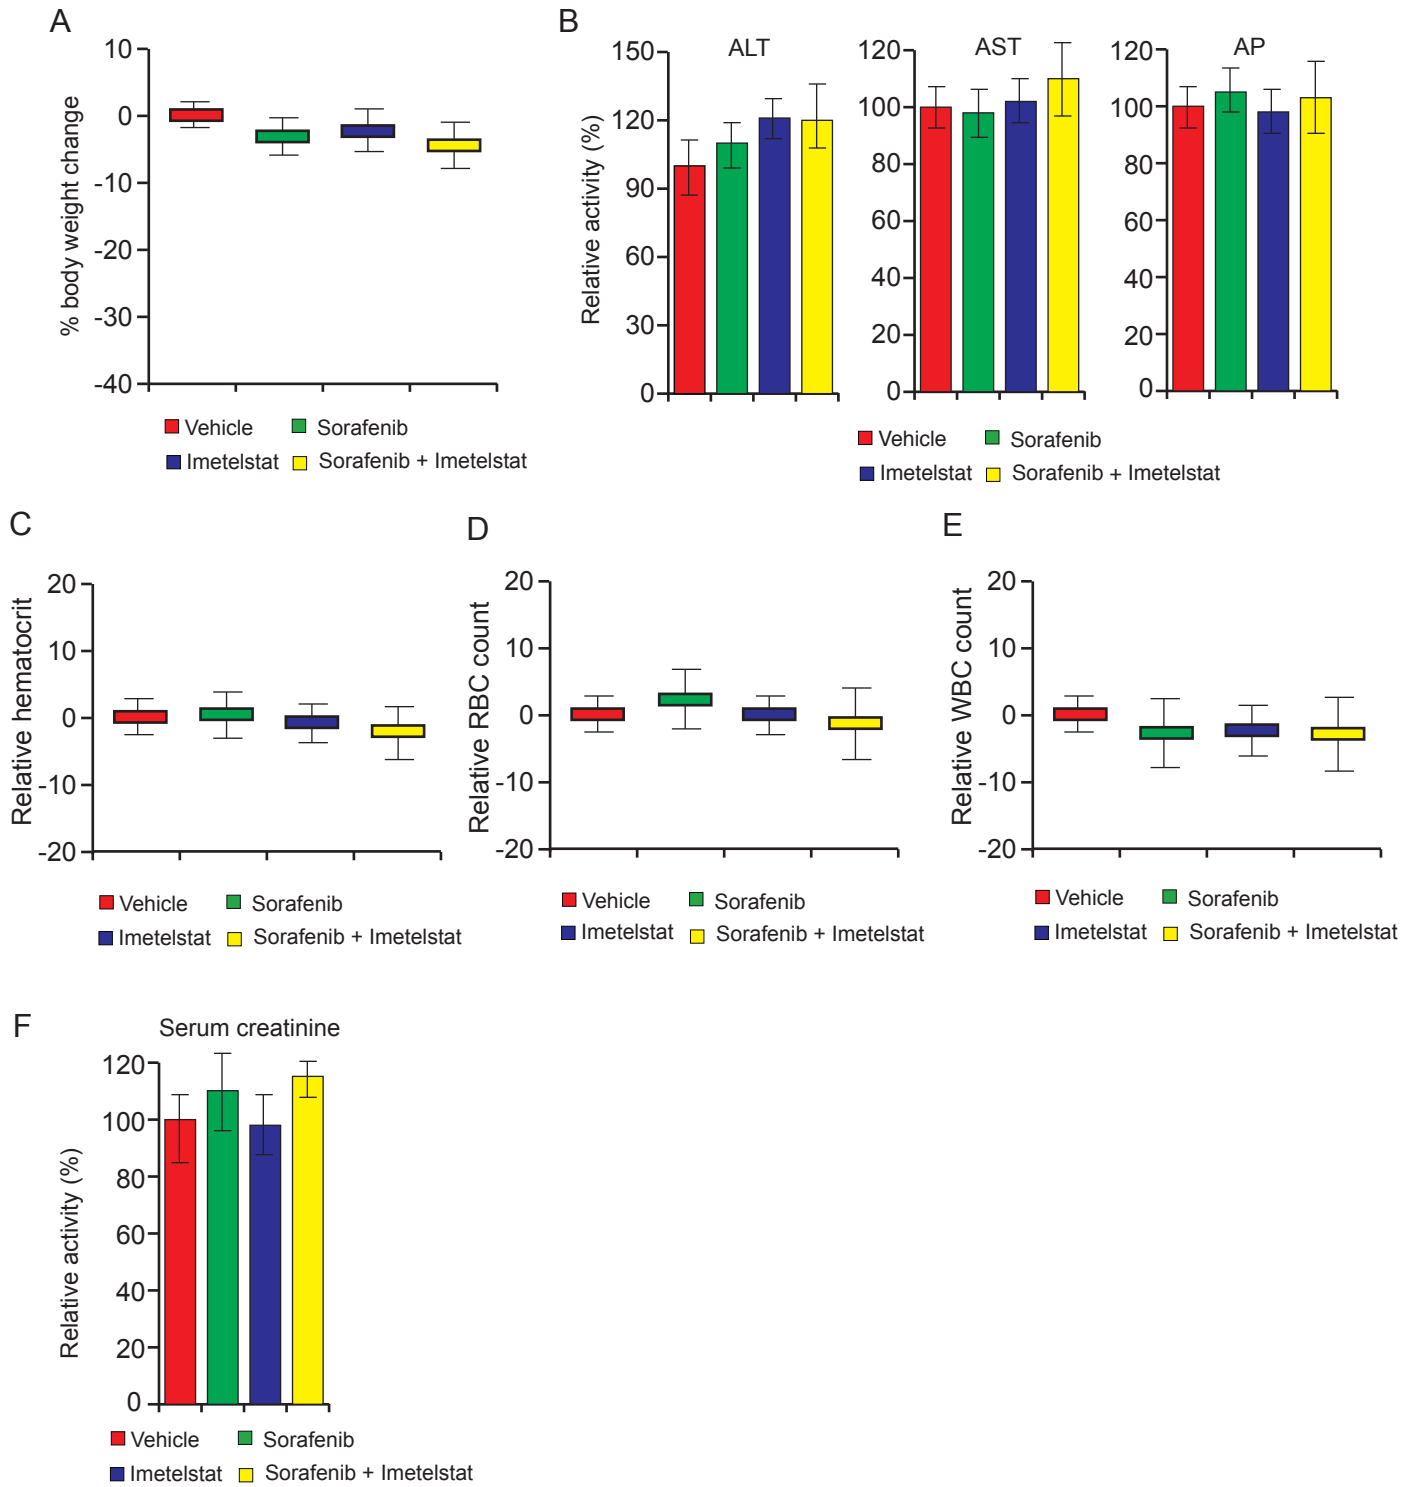 A
% body weight change
10
0
-10
-20
-30
-40
Vehicle
Sorafenib
Imetelstat
Sorafenib + Imetelstat
B
Relative activity (%)
ALT
150
120
90
60
30
0
AST
120
100
80
60
40
20
0
AP
120
100
80
60
40
20
0
Vehicle
Sorafenib
Imetelstat
Sorafenib + Imetelstat
C
Relative hematocrit
20
10
0
-10
-20
Vehicle
Sorafenib
Imetelstat
Sorafenib + Imetelstat
D
Relative RBC count
20
10
0
-10
-20
Vehicle
Sorafenib
Imetelstat
Sorafenib + Imetelstat
E
Relative WBC count
20
10
0
-10
-20
Vehicle
Sorafenib
Imetelstat
Sorafenib + Imetelstat
F
Serum creatinine
Relative activity (%)
120
100
80
60
40
20
0
Vehicle
Sorafenib
Imetelstat
Sorafenib + Imetelstat